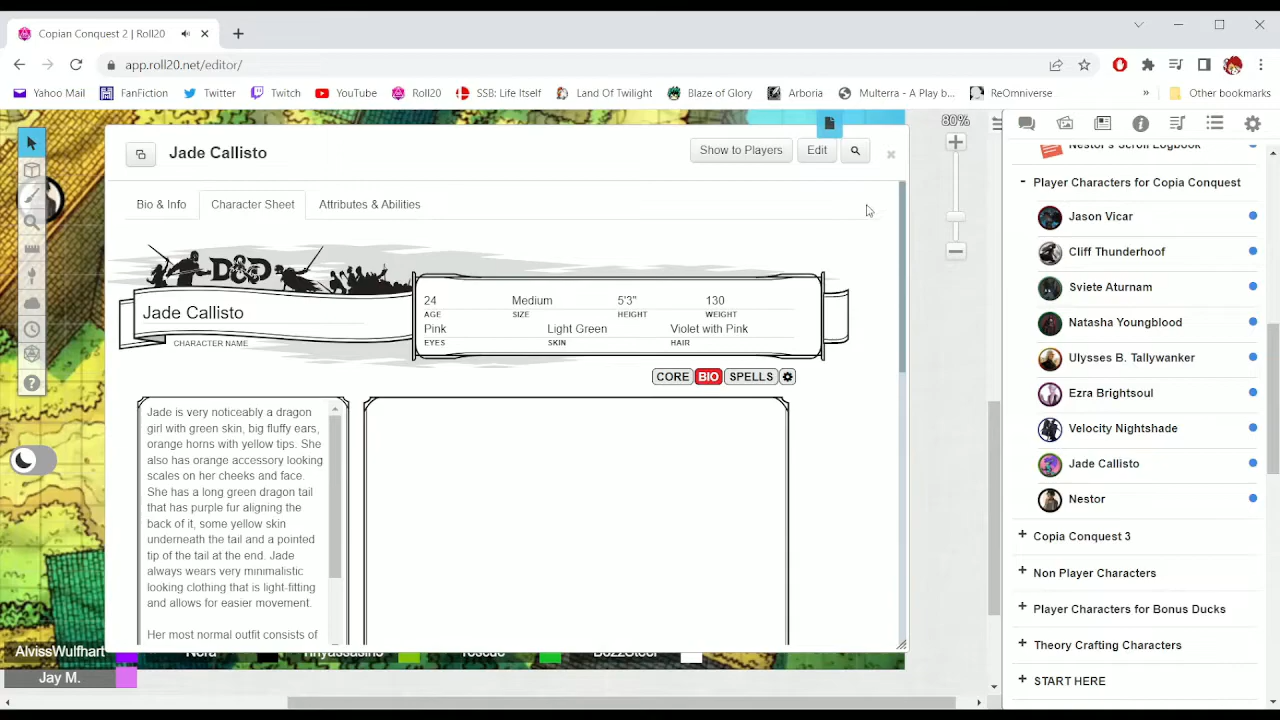 Copian Conquest 2 | Roll20
app.roll20.net/editor/
Yahoo Mail
FanFiction
Twitter
Twitch
YouTube
Roll20
SSB: Life Itself
Land Of Twilight
Blaze of Glory
Arboria
Multerra - A Play b...
ReOmniverse
»
Other bookmarks
Jade Callisto
Show to Players
Edit
80%
Bio & Info
Character Sheet
Attributes & Abilities
D&D
Jade Callisto
CHARACTER NAME
24 Medium 5'3" 130
AGE SIZE HEIGHT WEIGHT
Pink Light Green Violet with Pink
EYES SKIN HAIR
CORE BIO SPELLS
Jade is very noticeably a dragon
girl with green skin, big fluffy ears,
orange horns with yellow tips. She
also has orange accessory looking
scales on her cheeks and face.
She has a long green dragon tail
that has purple fur aligning the
back of it, some yellow skin
underneath the tail and a pointed
tip of the tail at the end. Jade
always wears very minimalistic
looking clothing that is light-fitting
and allows for easier movement.
Her most normal outfit consists of
AlvissWulfhart
Jay M.
Nestor's Scroll Logbook
- Player Characters for Copia Conquest
Jason Vicar
Cliff Thunderhoof
Sviete Aturnam
Natasha Youngblood
Ulysses B. Tallywanker
Ezra Brightsoul
Velocity Nightshade
Jade Callisto
Nestor
+ Copia Conquest 3
+ Non Player Characters
+ Player Characters for Bonus Ducks
+ Theory Crafting Characters
+ START HERE